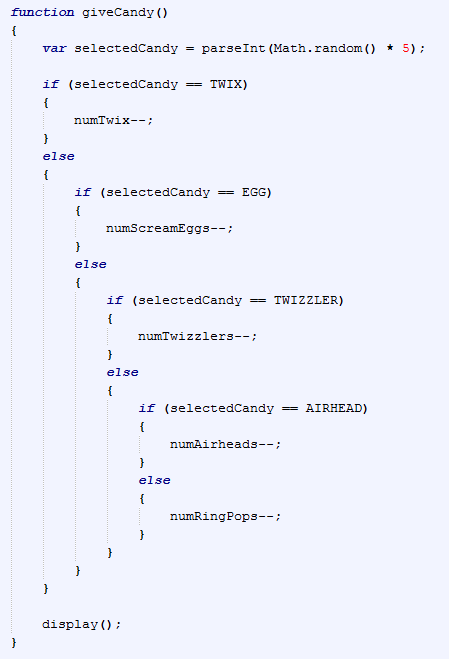 function giveCandy()
{
var selectedCandy = parseInt(Math.random() * 5);
if (selectedCandy == TWIX)
{
numTwix--;
}
else
{
if (selectedCandy == EGG)
{
numScreamEggs--;
}
else
{
if (selectedCandy == TWIZZLER)
{
numTwizzlers--;
}
else
{
if (selectedCandy == AIRHEAD)
{
numAirheads--;
}
else
{
numRingPops--;
}
}
}
}
display();
}